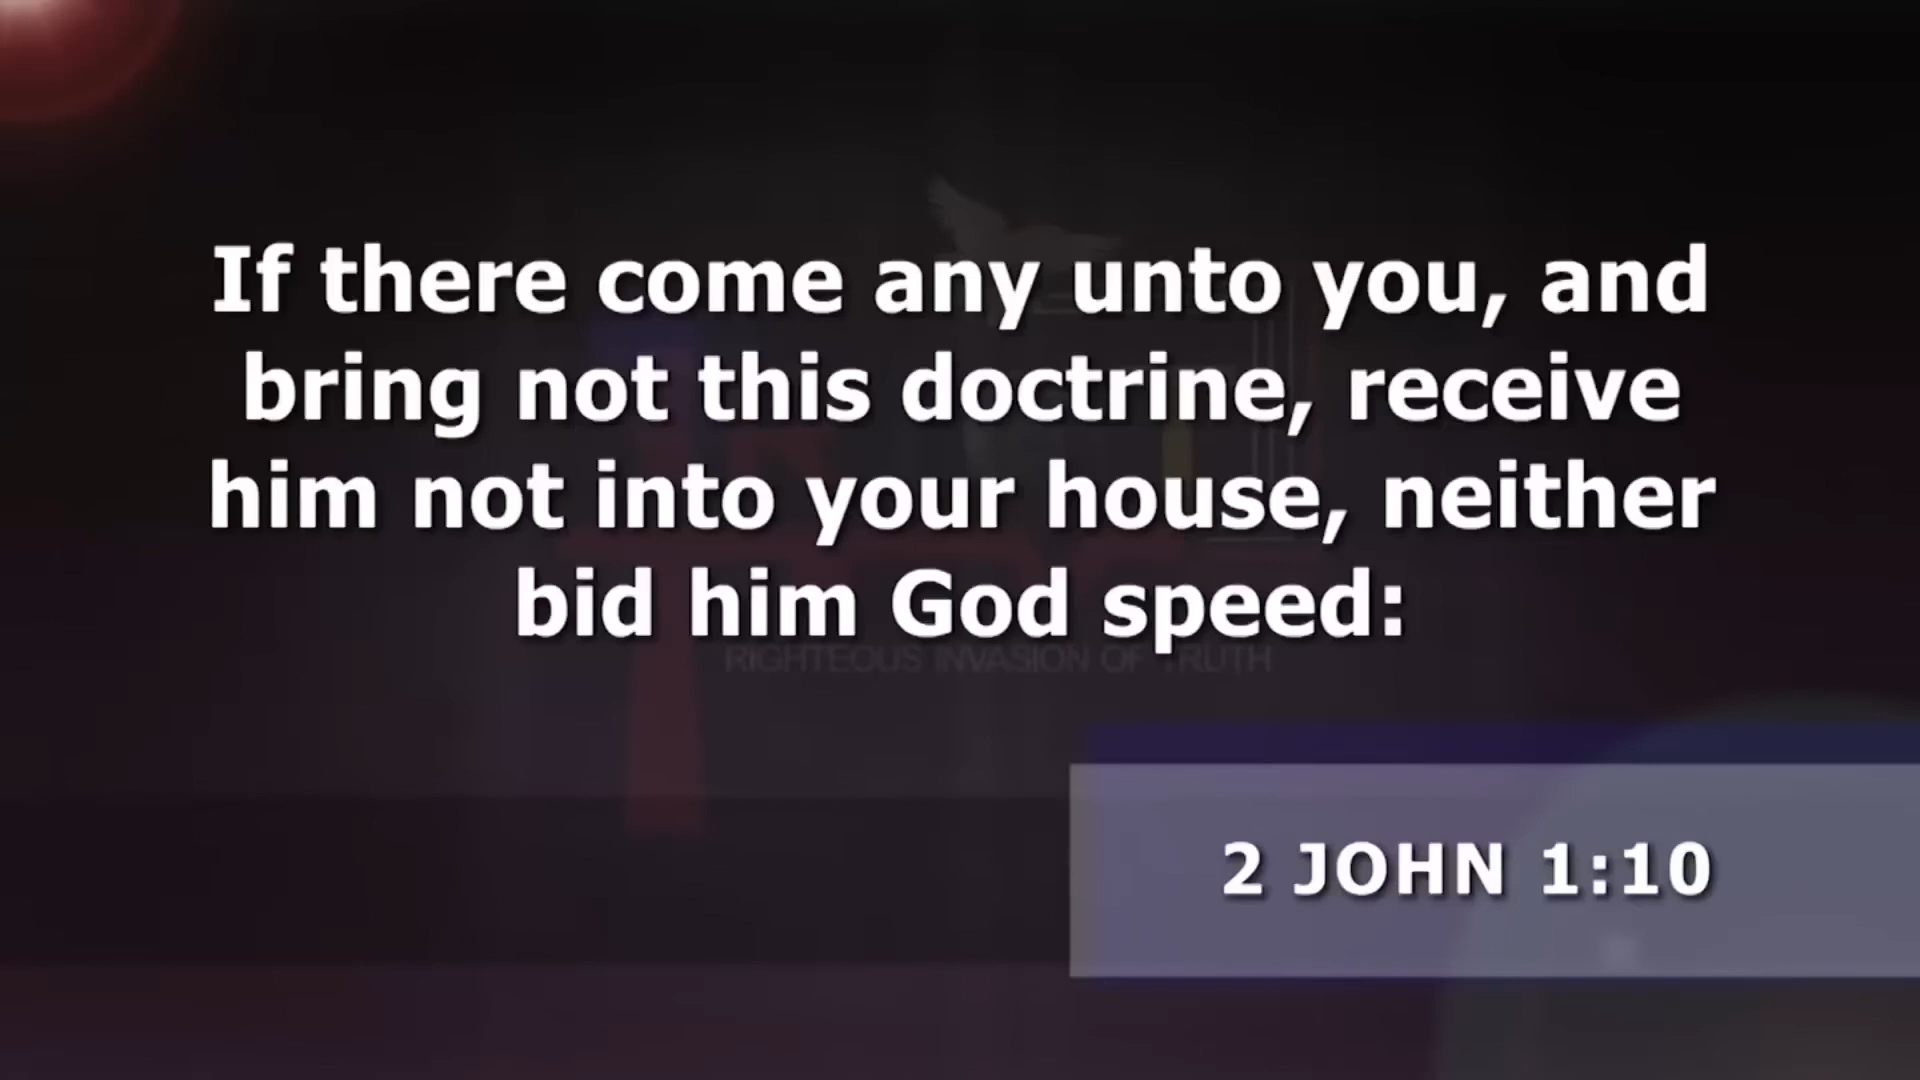 If there come any unto you, and
bring not this doctrine, receive
him not into your house, neither
bid him God speed:
RIGHTEOUS INVASION OF TRUTH
2 JOHN 1:10